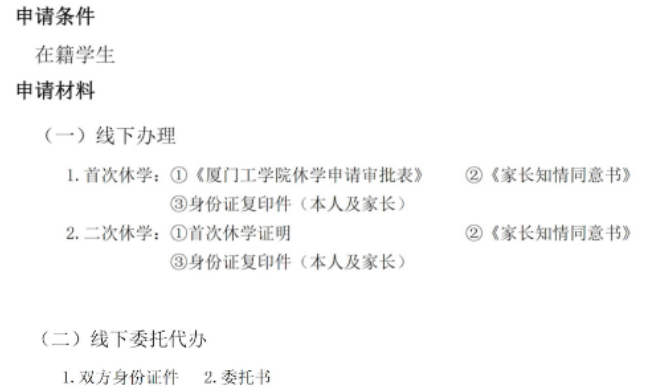 申请条件
在籍学生
申请材料
（一）线下办理
1.首次休学：①《厦门工学院休学申请审批表》 ②《家长知情同意书》
③身份证复印件（本人及家长）
2.二次休学：①首次休学证明 ②《家长知情同意书》
③身份证复印件（本人及家长）
（二）线下委托代办
1.双方身份证件 2.委托书